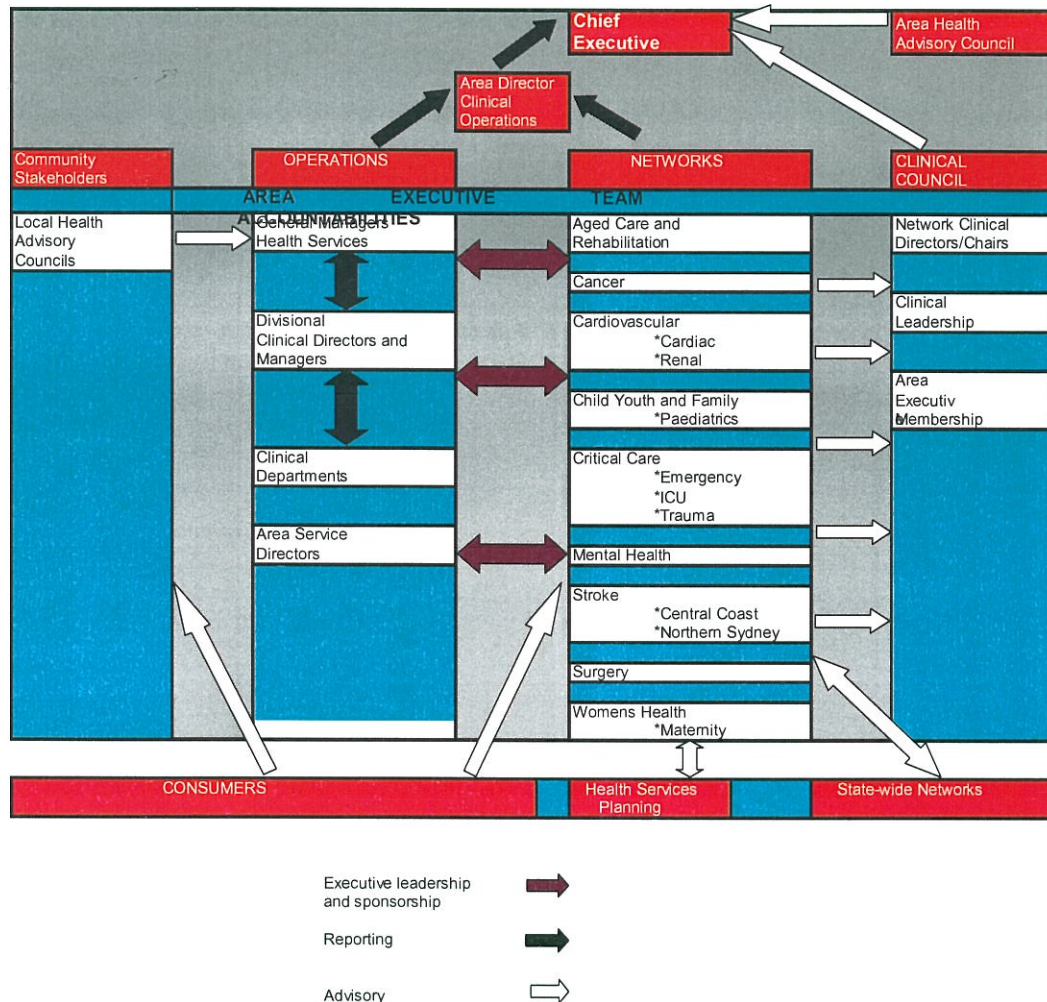 Chief
Executive
Area Health
Advisory Council
Area Director
Clinical
Operations
Community
Stakeholders
OPERATIONS
NETWORKS
CLINICAL
COUNCIL
AREA EXECUTIVE TEAM
ACCOUNTABILITIES
Local Health
Advisory
Councils
General Managers
Health Services
Divisional
Clinical Directors and
Managers
Clinical
Departments
Area Service
Directors
Aged Care and
Rehabilitation
Cancer
Cardiovascular
*Cardiac
*Renal
Child Youth and Family
*Paediatrics
Critical Care
*Emergency
*ICU
*Trauma
Mental Health
Stroke
*Central Coast
*Northern Sydney
Surgery
Womens Health
*Maternity
Network Clinical
Directors/Chairs
Clinical
Leadership
Area
Executiv
e
Membership
CONSUMERS
Health Services
Planning
State-wide Networks
Executive leadership
and sponsorship
Reporting
Advisory